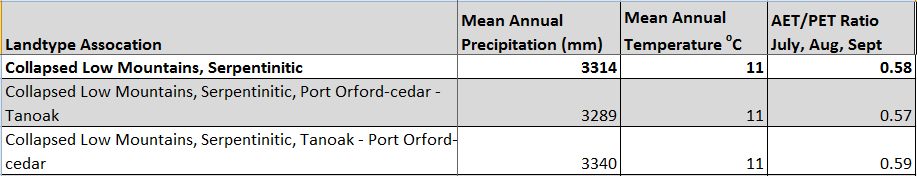 Landtype Assocation Mean Annual Precipitation (mm) Mean Annual Temperature °C AET/PET Ratio July, Aug, Sept
Collapsed Low Mountains, Serpentinitic 3314 11 0.58
Collapsed Low Mountains, Serpentinitic, Port Orford-cedar -
Tanoak 3289 11 0.57
Collapsed Low Mountains, Serpentinitic, Tanoak - Port Orford-
cedar 3340 11 0.59